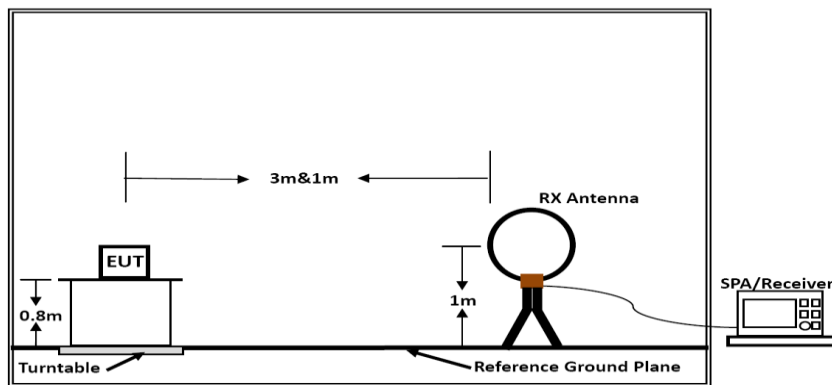 3m&1m
RX Antenna
EUT
SPA/Receiver
0.8m
1m
Turntable
Reference Ground Plane